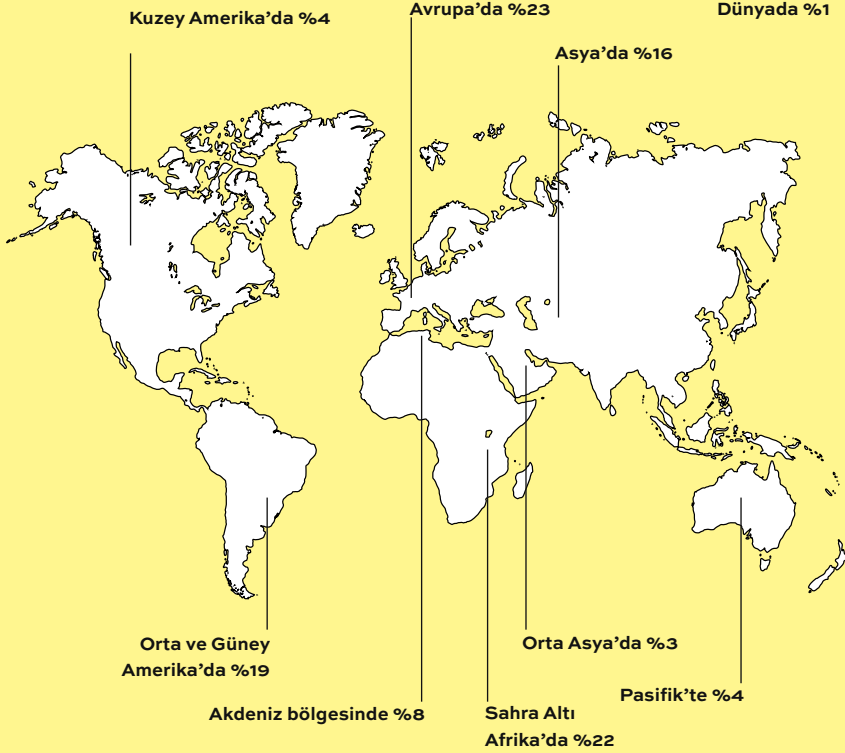 Kuzey Amerika’da %4
Avrupa’da %23
Dünyada %1
Asya’da %16
Orta ve Güney
Amerika’da %19
Orta Asya’da %3
Akdeniz bölgesinde %8
Sahra Altı
Afrika’da %22
Pasifik’te %4